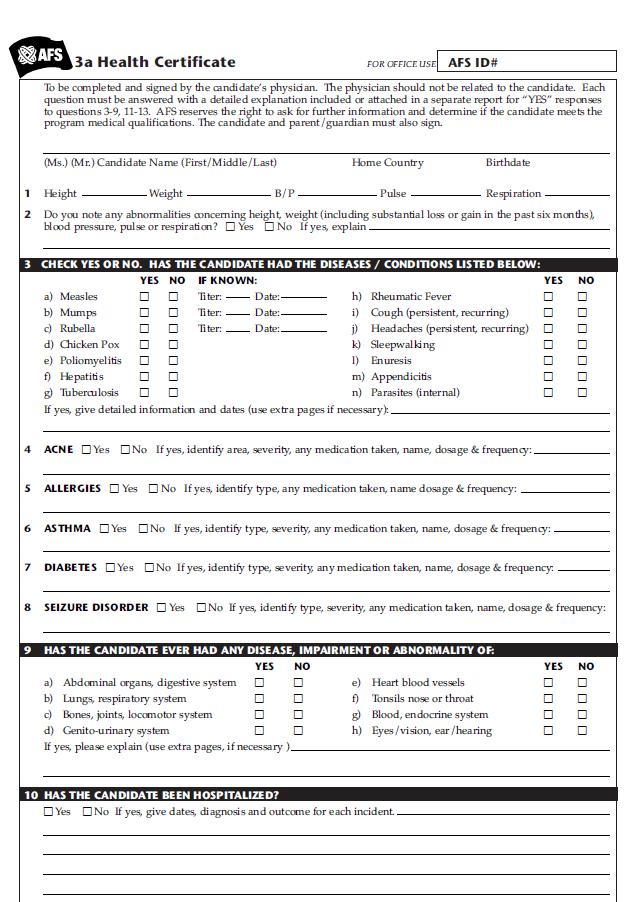 AFS
3a Health Certificate
FOR OFFICE USE
AFS ID#
To be completed and signed by the candidate's physician. The physician should not be related to the candidate. Each
question must be answered with a detailed explanation included or attached in a separate report for "YES" responses
to questions 3-9, 11-13. AFS reserves the right to ask for further information and determine if the candidate meets the
program medical qualifications. The candidate and parent/guardian must also sign.
(Ms.) (Mr.) Candidate Name (First/Middle/Last) Home Country Birthdate
1 Height Weight B/P Pulse Respiration
2 Do you note any abnormalities concerning height, weight (including substantial loss or gain in the past six months),
blood pressure, pulse or respiration? ☐ Yes ☐ No If yes, explain
3 CHECK YES OR NO. HAS THE CANDIDATE HAD THE DISEASES / CONDITIONS LISTED BELOW:
YES NO IF KNOWN: YES NO
a) Measles ☐ ☐ Titer: Date: h) Rheumatic Fever ☐ ☐
b) Mumps ☐ ☐ Titer: Date: i) Cough (persistent, recurring) ☐ ☐
c) Rubella ☐ ☐ Titer: Date: j) Headaches (persistent, recurring) ☐ ☐
d) Chicken Pox ☐ ☐ k) Sleepwalking ☐ ☐
e) Poliomyelitis ☐ ☐ l) Enuresis ☐ ☐
f) Hepatitis ☐ ☐ m) Appendicitis ☐ ☐
g) Tuberculosis ☐ ☐ n) Parasites (internal) ☐ ☐
If yes, give detailed information and dates (use extra pages if necessary):
4 ACNE ☐ Yes ☐ No If yes, identify area, severity, any medication taken, name, dosage & frequency:
5 ALLERGIES ☐ Yes ☐ No If yes, identify type, any medication taken, name dosage & frequency:
6 ASTHMA ☐ Yes ☐ No If yes, identify type, severity, any medication taken, name, dosage & frequency:
7 DIABETES ☐ Yes ☐ No If yes, identify type, severity, any medication taken, name, dosage & frequency:
8 SEIZURE DISORDER ☐ Yes ☐ No If yes, identify type, severity, any medication taken, name, dosage & frequency:
9 HAS THE CANDIDATE EVER HAD ANY DISEASE, IMPAIRMENT OR ABNORMALITY OF:
YES NO YES NO
a) Abdominal organs, digestive system ☐ ☐ e) Heart blood vessels ☐ ☐
b) Lungs, respiratory system ☐ ☐ f) Tonsils nose or throat ☐ ☐
c) Bones, joints, locomotor system ☐ ☐ g) Blood, endocrine system ☐ ☐
d) Genito-urinary system ☐ ☐ h) Eyes/vision, ear/hearing ☐ ☐
If yes, please explain (use extra pages, if necessary )
10 HAS THE CANDIDATE BEEN HOSPITALIZED?
☐ Yes ☐ No If yes, give dates, diagnosis and outcome for each incident.